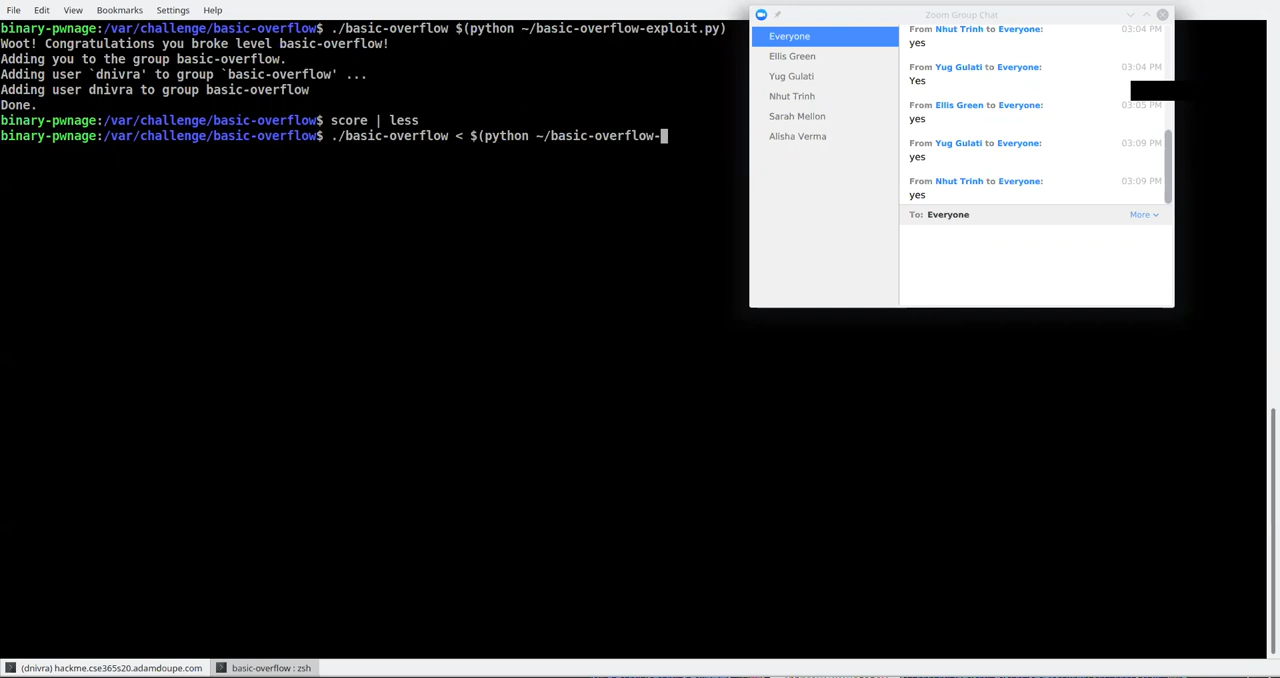 File Edit View Bookmarks Settings Help
binary-pwnage:/var/challenge/basic-overflow$ ./basic-overflow $(python ~/basic-overflow-exploit.py)
Woot! Congratulations you broke level basic-overflow!
Adding you to the group basic-overflow.
Adding user `dnivra' to group `basic-overflow' ...
Adding user dnivra to group basic-overflow
Done.
binary-pwnage:/var/challenge/basic-overflow$ score | less
binary-pwnage:/var/challenge/basic-overflow$ ./basic-overflow < $(python ~/basic-overflow-
Zoom Group Chat
Everyone
Ellis Green
Yug Gulati
Nhut Trinh
Sarah Mellon
Alisha Verma
From Nhut Trinh to Everyone: 03:04 PM
yes
From Yug Gulati to Everyone: 03:04 PM
Yes
From Ellis Green to Everyone: 03:05 PM
yes
From Yug Gulati to Everyone: 03:09 PM
yes
From Nhut Trinh to Everyone: 03:09 PM
yes
To: Everyone More
(dnivra) hackme.cse365s20.adamdoupe.com
basic-overflow : zsh